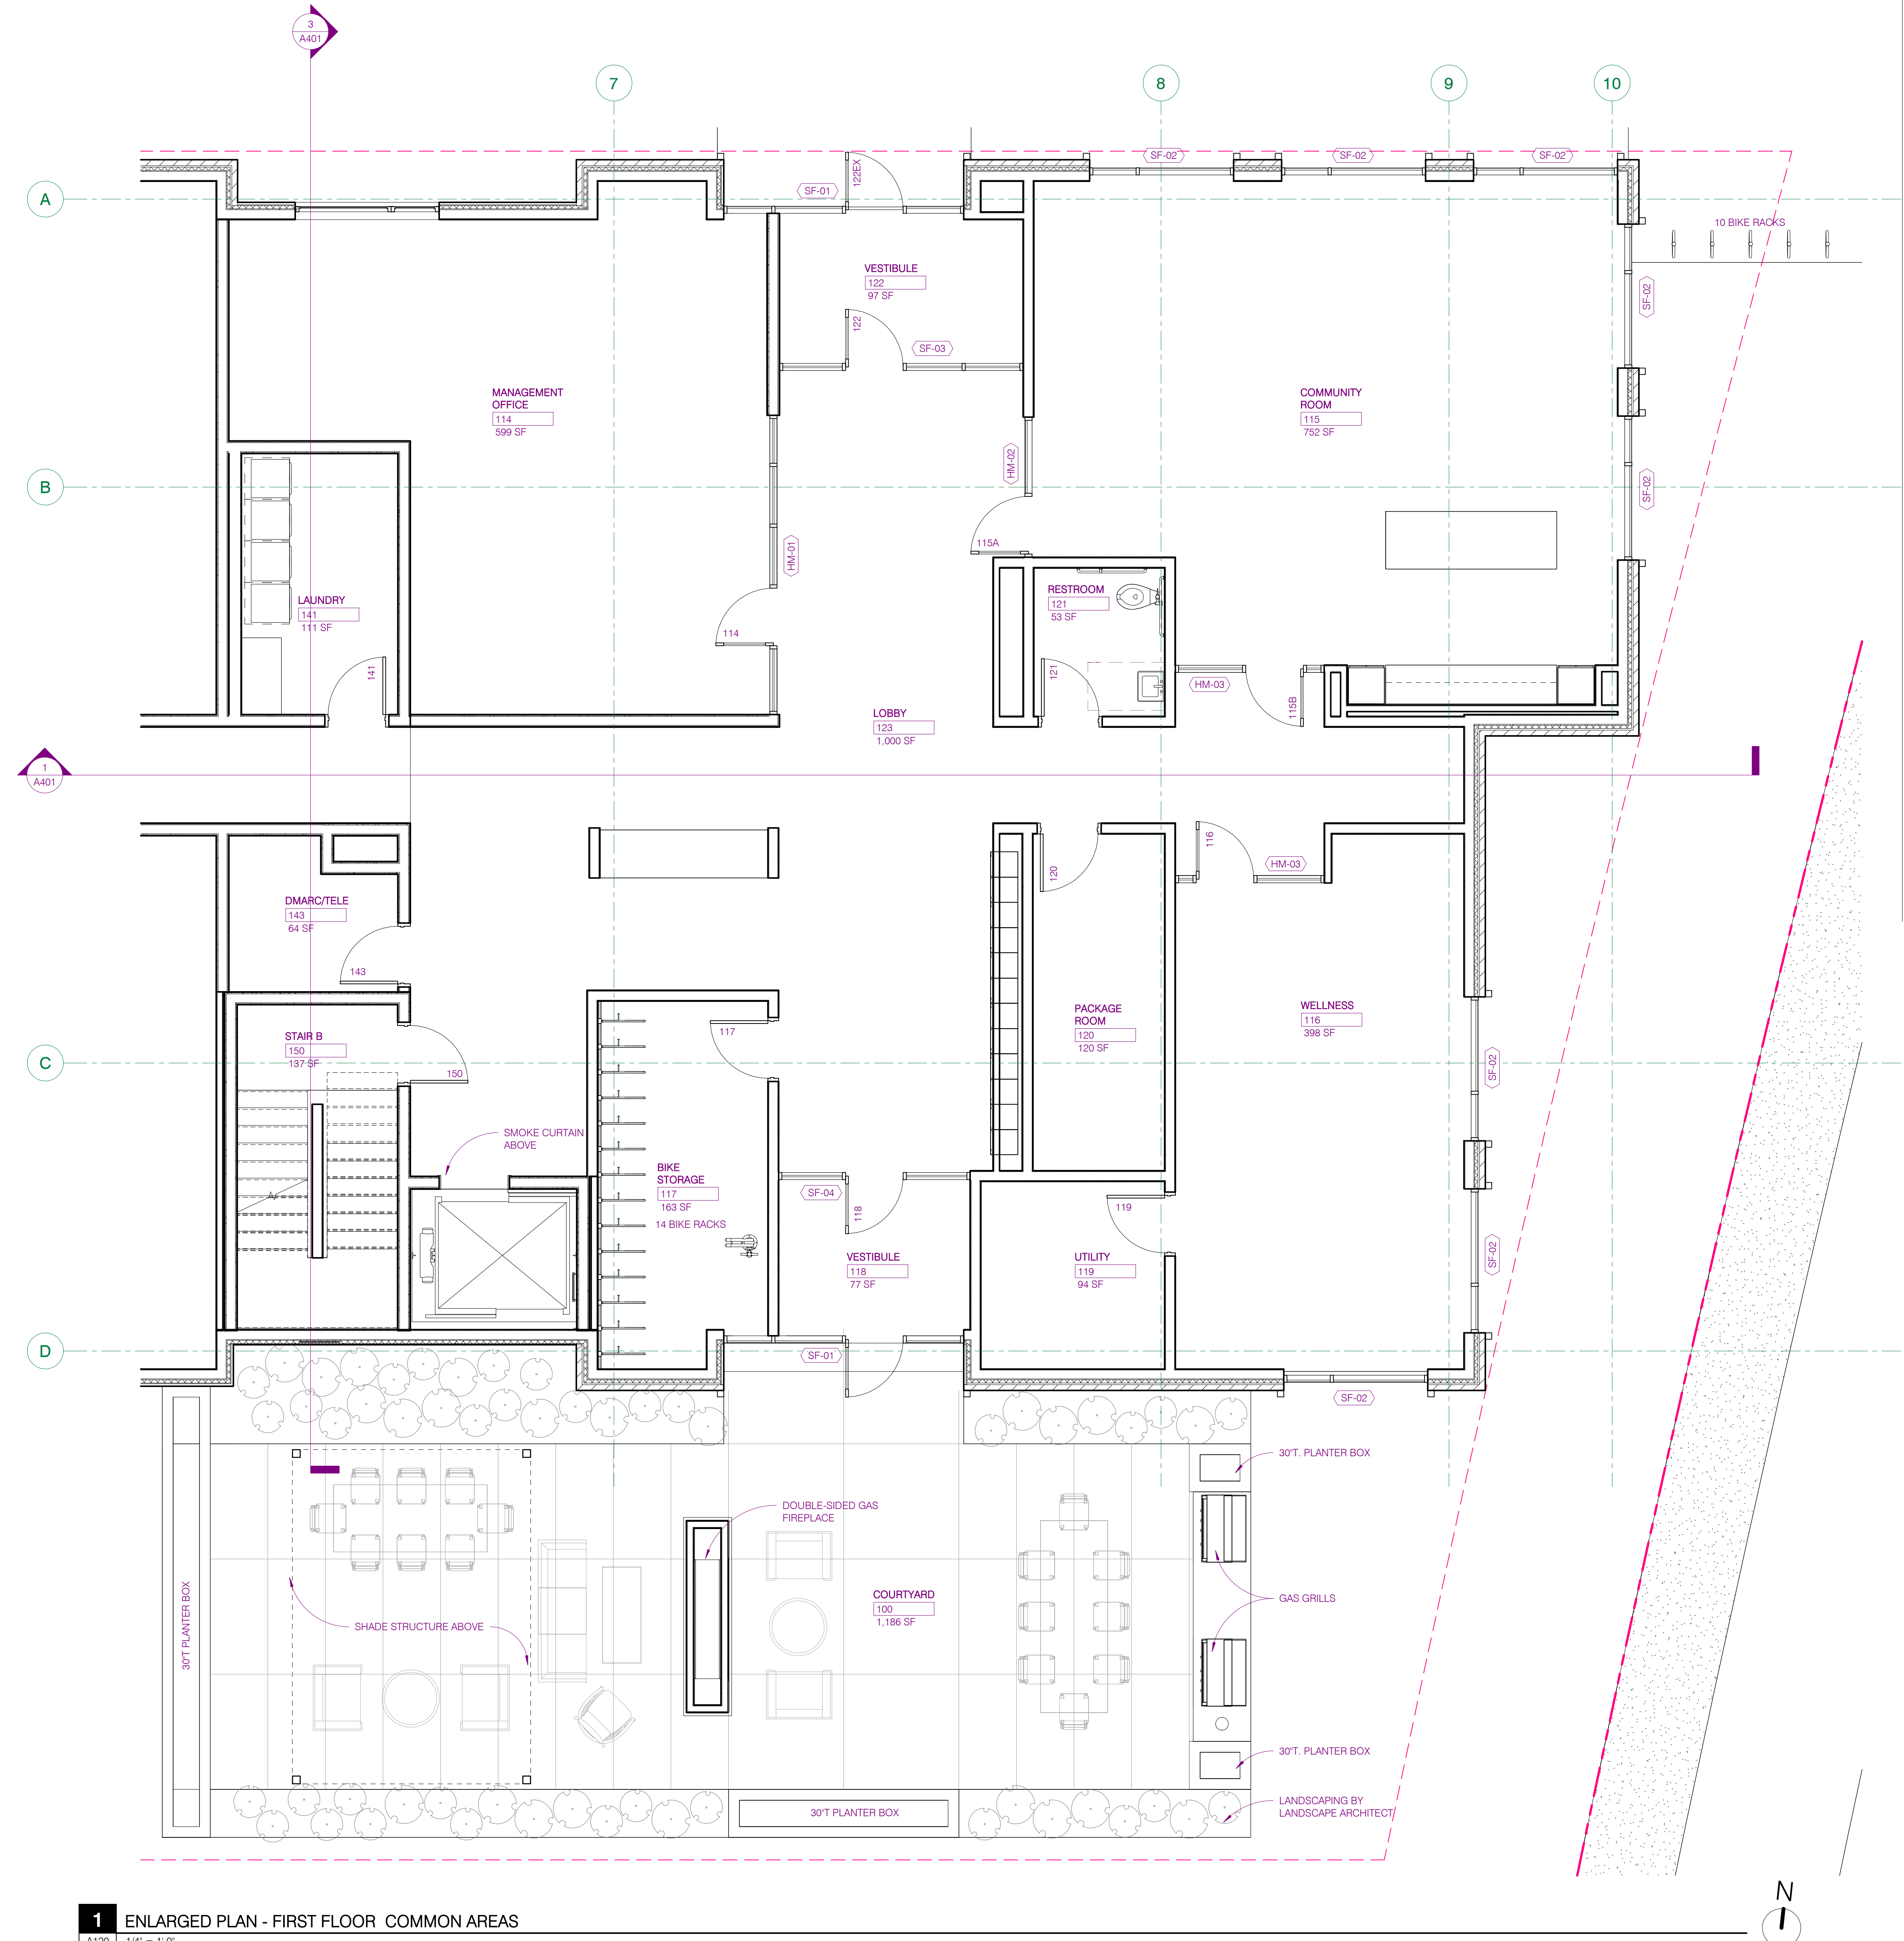 3
A401
7
8
9
10
A
B
C
D
SF-01
122EX
SF-02
SF-02
SF-02
10 BIKE RACKS
VESTIBULE
122
97 SF
122
SF-03
SF-02
MANAGEMENT
OFFICE
114
599 SF
COMMUNITY
ROOM
115
752 SF
HM-02
SF-02
115A
HM-01
LAUNDRY
141
111 SF
RESTROOM
121
53 SF
114
141
121
HM-03
115B
LOBBY
123
1,000 SF
1
A401
116
HM-03
120
DMARC/TELE
143
64 SF
143
STAIR B
150
137 SF
150
117
PACKAGE
ROOM
120
120 SF
WELLNESS
116
398 SF
SF-02
SMOKE CURTAIN
ABOVE
BIKE
STORAGE
117
163 SF
14 BIKE RACKS
SF-04
118
119
VESTIBULE
118
77 SF
UTILITY
119
94 SF
SF-02
SF-01
SF-02
30"T. PLANTER BOX
DOUBLE-SIDED GAS
FIREPLACE
30"T PLANTER BOX
SHADE STRUCTURE ABOVE
COURTYARD
100
1,186 SF
GAS GRILLS
30"T. PLANTER BOX
30"T PLANTER BOX
LANDSCAPING BY
LANDSCAPE ARCHITECT
N
1
ENLARGED PLAN - FIRST FLOOR COMMON AREAS
A120
1/4" = 1'-0"